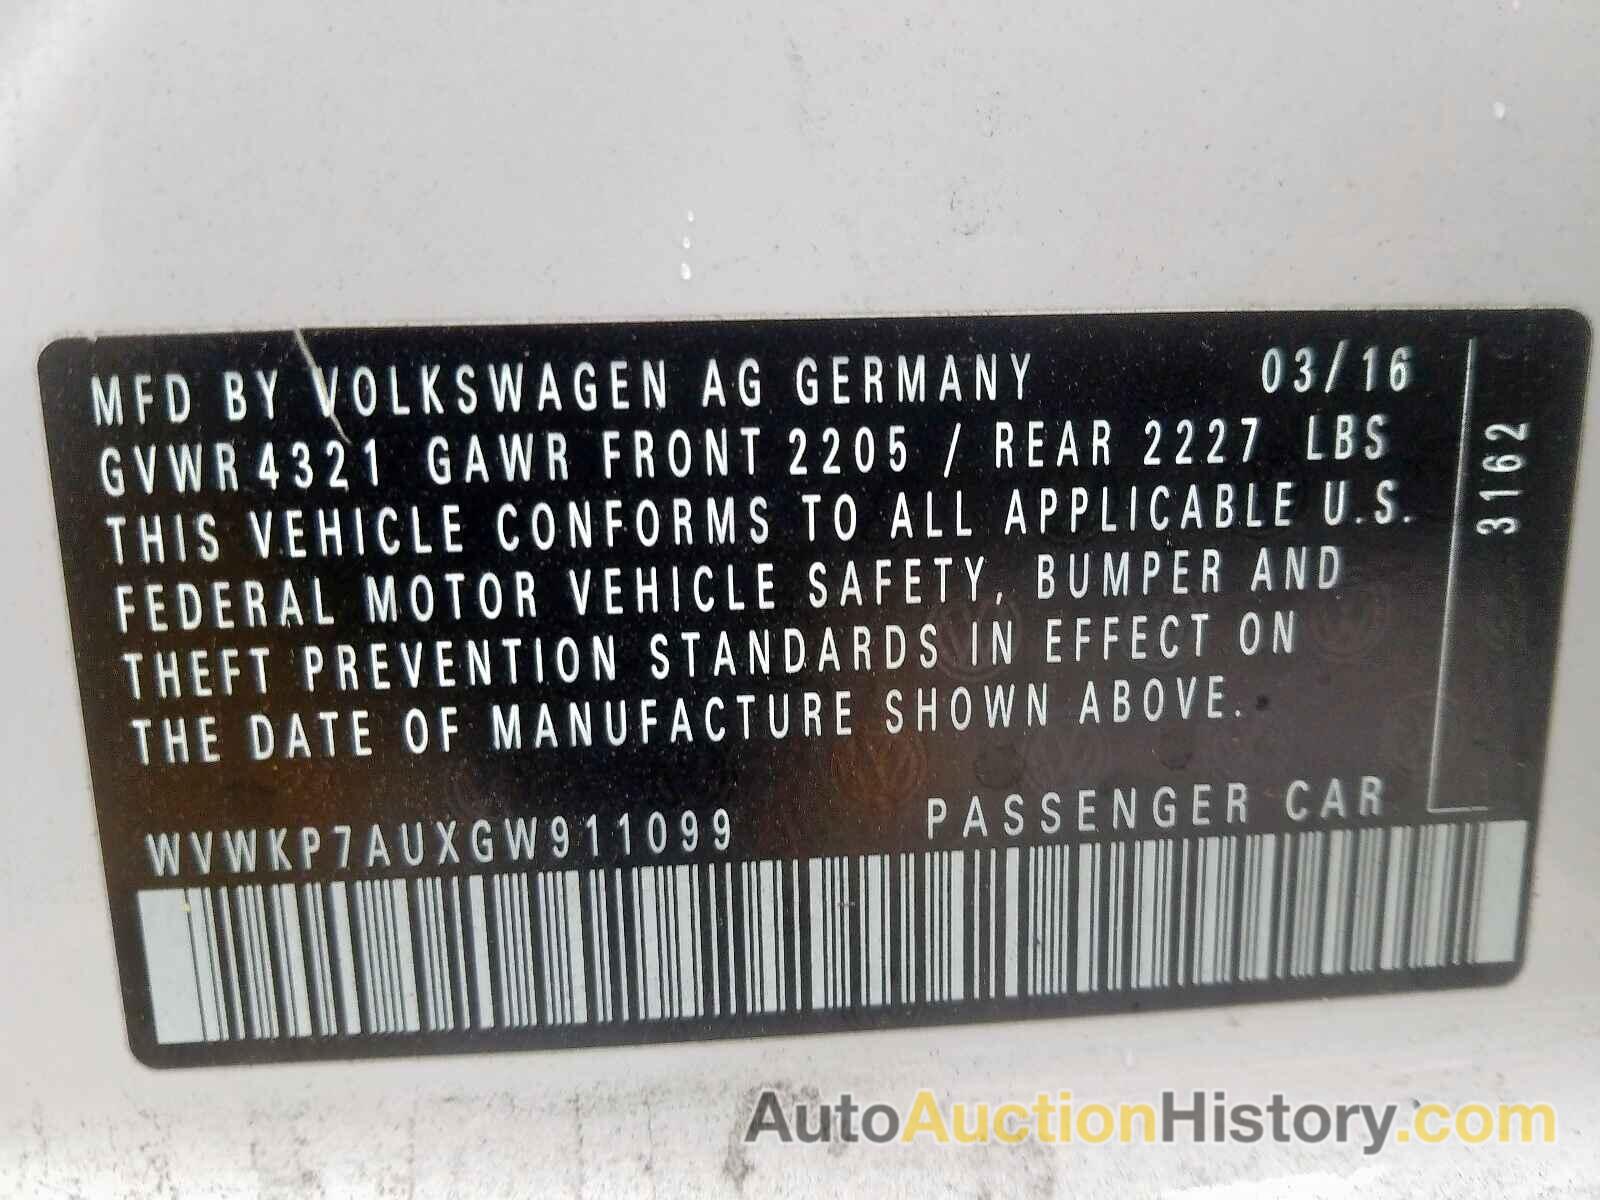 MFD BY VOLKSWAGEN AG GERMANY 03/16
GVWR 4321 GAWR FRONT 2205 / REAR 2227 LBS
THIS VEHICLE CONFORMS TO ALL APPLICABLE U.S.
FEDERAL MOTOR VEHICLE SAFETY, BUMPER AND
THEFT PREVENTION STANDARDS IN EFFECT ON
THE DATE OF MANUFACTURE SHOWN ABOVE.
WVWKP7AUXGW911099 PASSENGER CAR
3162
AutoAuctionHistory.com